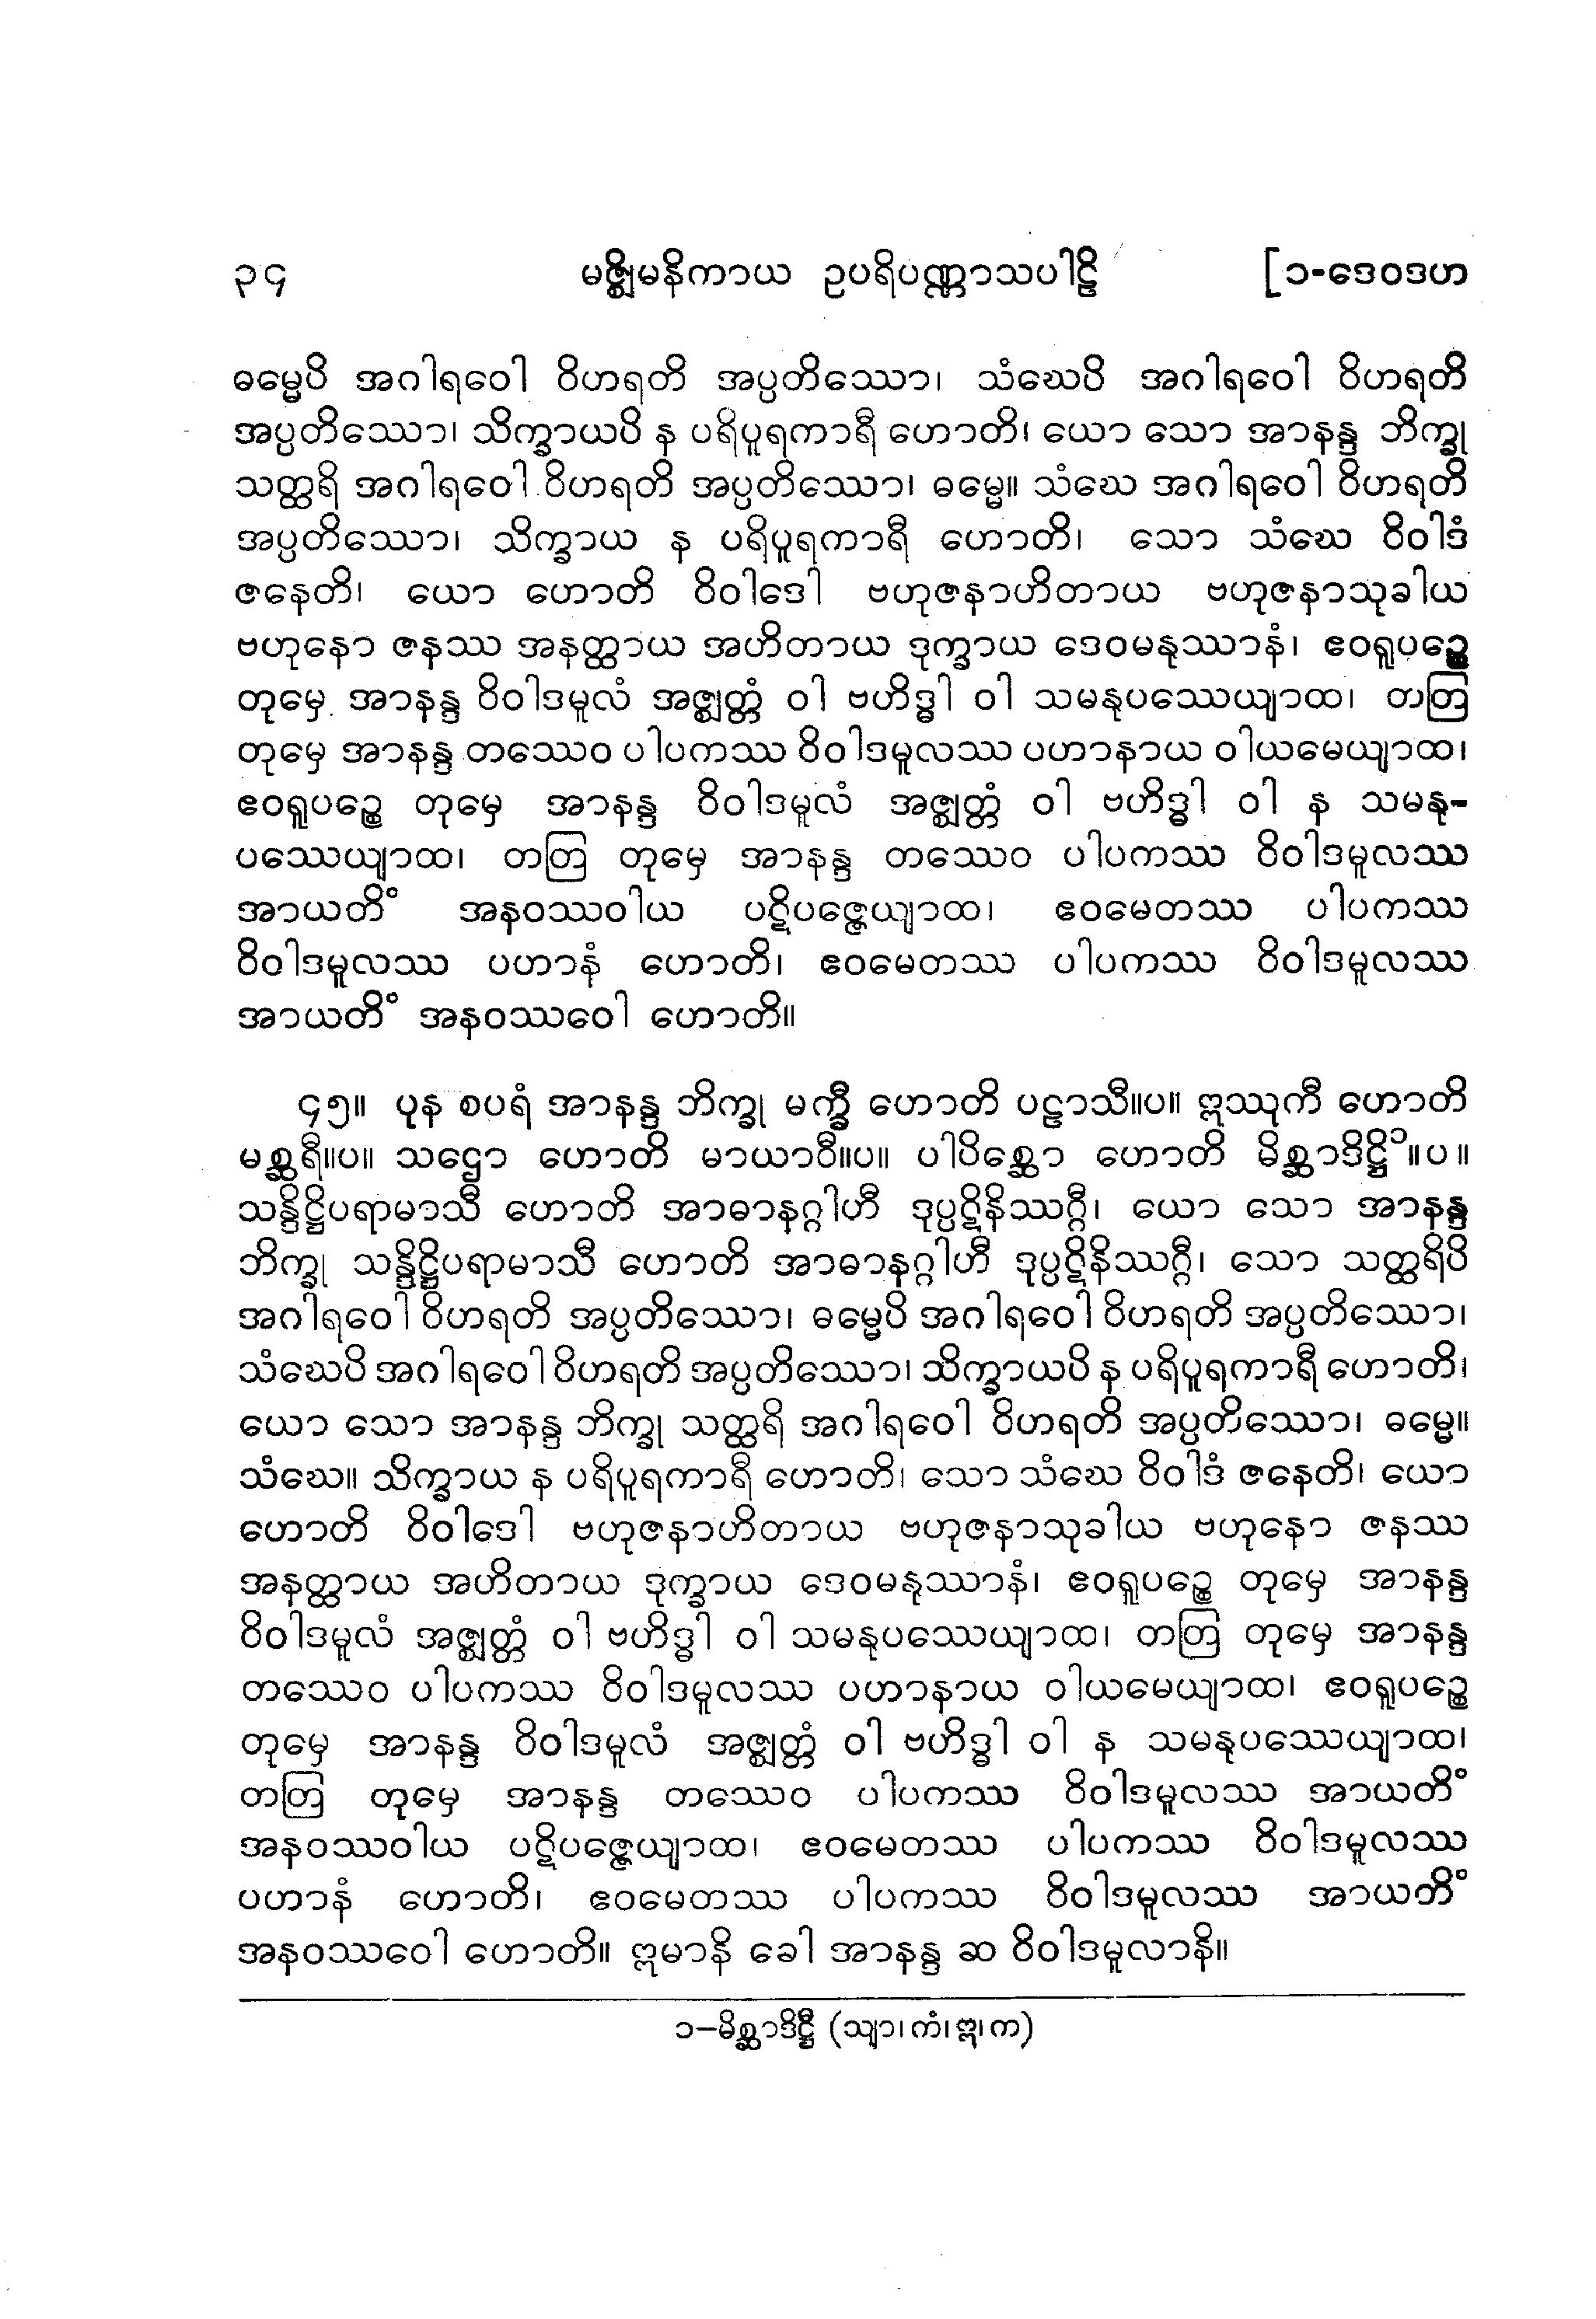 ၃၄ မဇ္ဈိမနိကာယ ဥပရိပဏ္ဏာသပါဠိ [၁-ဒေဝဒဟ
ဓမ္မေပိ အဂါရဝေါ ဝိဟရတိ အပ္ပတိဿော၊ သံဃေပိ အဂါရဝေါ ဝိဟရတိ
အပ္ပတိဿော၊ သိက္ခာယပိ န ပရိပူရကာရီ ဟောတိ၊ ယော သော အာနန္ဒ ဘိက္ခု
သတ္ထရိ အဂါရဝေါ ဝိဟရတိ အပ္ပတိဿော၊ ဓမ္မေ။ သံဃေ အဂါရဝေါ ဝိဟရတိ
အပ္ပတိဿော၊ သိက္ခာယ န ပရိပူရကာရီ ဟောတိ၊ သော သံဃေ ဝိဝါဒံ
ဇနေတိ၊ ယော ဟောတိ ဝိဝါဒေါ ဗဟုဇနာဟိတာယ ဗဟုဇနာသုခါယ
ဗဟုနော ဇနဿ အနတ္ထာယ အဟိတာယ ဒုက္ခာယ ဒေဝမနုဿာနံ၊ ဧဝရူပဉ္စေ
တုမှေ အာနန္ဒ ဝိဝါဒမူလံ အဇ္ဈတ္တံ ဝါ ဗဟိဒ္ဓါ ဝါ သမနုပဿေယျာထ၊ တတြ
တုမှေ အာနန္ဒ တဿေဝ ပါပကဿ ဝိဝါဒမူလဿ ပဟာနာယ ဝါယမေယျာထ၊
ဧဝရူပဉ္စေ တုမှေ အာနန္ဒ ဝိဝါဒမူလံ အဇ္ဈတ္တံ ဝါ ဗဟိဒ္ဓါ ဝါ န သမနု-
ပဿေယျာထ၊ တတြ တုမှေ အာနန္ဒ တဿေဝ ပါပကဿ ဝိဝါဒမူလဿ
အာယတိံ အနဝဿဝါယ ပဋိပဇ္ဇေယျာထ၊ ဧဝမေတဿ ပါပကဿ
ဝိဝါဒမူလဿ ပဟာနံ ဟောတိ၊ ဧဝမေတဿ ပါပကဿ ဝိဝါဒမူလဿ
အာယတိံ အနဝဿဝေါ ဟောတိ။
၄၅။ ပုန စပရံ အာနန္ဒ ဘိက္ခု မက္ခီ ဟောတိ ပဠာသီ။ပ။ ဣဿုကီ ဟောတိ
မစ္ဆရီ။ပ။ သဌော ဟောတိ မာယာဝီ။ပ။ ပါပိစ္ဆော ဟောတိ မိစ္ဆာဒိဋ္ဌိ၁။ပ။
သန္ဒိဋ္ဌိပရာမာသီ ဟောတိ အာဓာနဂ္ဂါဟီ ဒုပ္ပဋိနိဿဂ္ဂီ၊ ယော သော အာနန္ဒ
ဘိက္ခု သန္ဒိဋ္ဌိပရာမာသီ ဟောတိ အာဓာနဂ္ဂါဟီ ဒုပ္ပဋိနိဿဂ္ဂီ၊ သော သတ္ထရိပိ
အဂါရဝေါ ဝိဟရတိ အပ္ပတိဿော၊ ဓမ္မေပိ အဂါရဝေါ ဝိဟရတိ အပ္ပတိဿော၊
သံဃေပိ အဂါရဝေါ ဝိဟရတိ အပ္ပတိဿော၊ သိက္ခာယပိ န ပရိပူရကာရီ ဟောတိ၊
ယော သော အာနန္ဒ ဘိက္ခု သတ္ထရိ အဂါရဝေါ ဝိဟရတိ အပ္ပတိဿော၊ ဓမ္မေ။
သံဃေ။ သိက္ခာယ န ပရိပူရကာရီ ဟောတိ၊ သော သံဃေ ဝိဝါဒံ ဇနေတိ၊ ယော
ဟောတိ ဝိဝါဒေါ ဗဟုဇနာဟိတာယ ဗဟုဇနာသုခါယ ဗဟုနော ဇနဿ
အနတ္ထာယ အဟိတာယ ဒုက္ခာယ ဒေဝမနုဿာနံ၊ ဧဝရူပဉ္စေ တုမှေ အာနန္ဒ
ဝိဝါဒမူလံ အဇ္ဈတ္တံ ဝါ ဗဟိဒ္ဓါ ဝါ သမနုပဿေယျာထ၊ တတြ တုမှေ အာနန္ဒ
တဿေဝ ပါပကဿ ဝိဝါဒမူလဿ ပဟာနာယ ဝါယမေယျာထ၊ ဧဝရူပဉ္စေ
တုမှေ အာနန္ဒ ဝိဝါဒမူလံ အဇ္ဈတ္တံ ဝါ ဗဟိဒ္ဓါ ဝါ န သမနုပဿေယျာထ၊
တတြ တုမှေ အာနန္ဒ တဿေဝ ပါပကဿ ဝိဝါဒမူလဿ အာယတိံ
အနဝဿဝါယ ပဋိပဇ္ဇေယျာထ၊ ဧဝမေတဿ ပါပကဿ ဝိဝါဒမူလဿ
ပဟာနံ ဟောတိ၊ ဧဝမေတဿ ပါပကဿ ဝိဝါဒမူလဿ အာယတိံ
အနဝဿဝေါ ဟောတိ။ ဣမာနိ ခေါ အာနန္ဒ ဆ ဝိဝါဒမူလာနိ။
၁–မိစ္ဆာဒိဋ္ဌီ (သျာ၊ ကံ၊ ဣ၊ က)